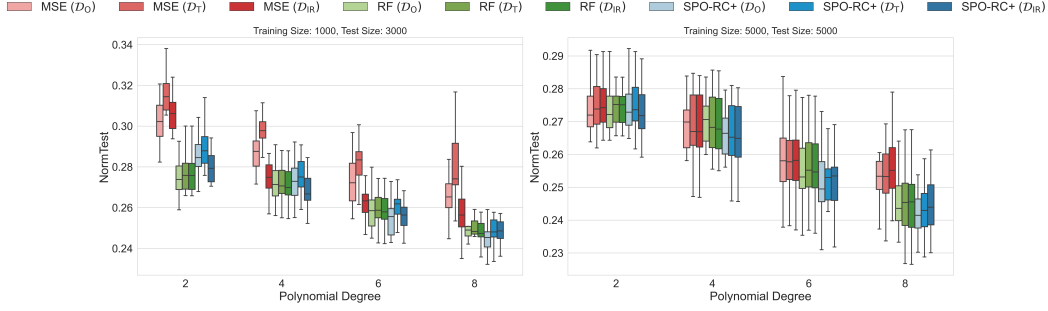 MSE (𝒟_O) MSE (𝒟_T) MSE (𝒟_IR) RF (𝒟_O) RF (𝒟_T) RF (𝒟_IR) SPO-RC+ (𝒟_O) SPO-RC+ (𝒟_T) SPO-RC+ (𝒟_IR)
Training Size: 1000, Test Size: 3000
0.34
0.32
0.30
0.28
0.26
0.24
NormTest
2 4 6 8
Polynomial Degree
Training Size: 5000, Test Size: 5000
0.29
0.28
0.27
0.26
0.25
0.24
0.23
NormTest
2 4 6 8
Polynomial Degree